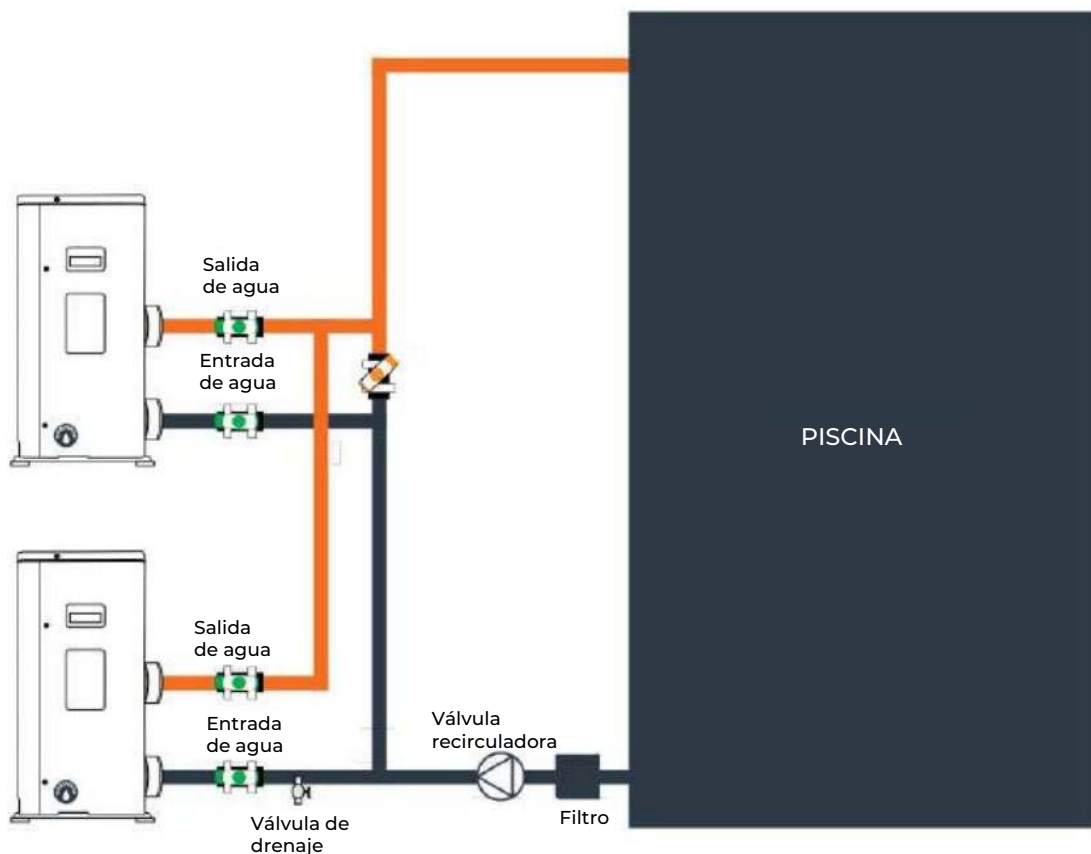 Salida
de agua
Entrada
de agua
PISCINA
Salida
de agua
Entrada
de agua
Válvula
recirculadora
Válvula de
drenaje
Filtro